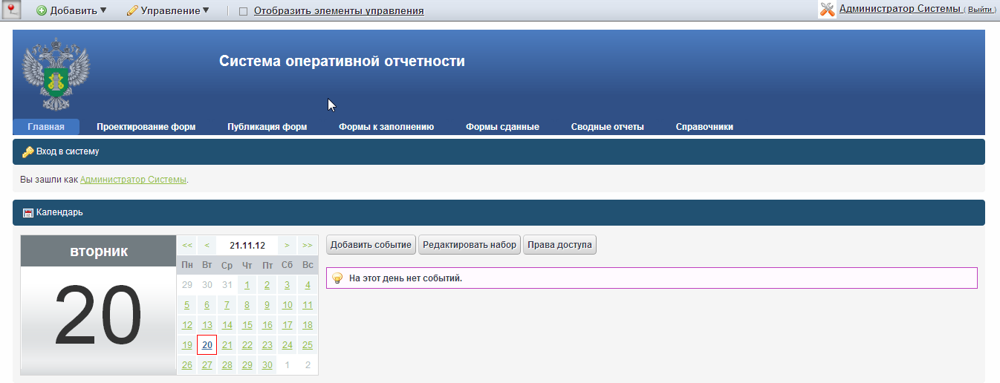 Добавить Управление Отобразить элементы управления Администратор Системы ( Выйти )
Система оперативной отчетности
Главная Проектирование форм Публикация форм Формы к заполнению Формы сданные Сводные отчеты Справочники
Вход в систему
Вы зашли как Администратор Системы.
Календарь
вторник << < 21.11.12 > >> Добавить событие Редактировать набор Права доступа
Пн Вт Ср Чт Пт Сб Вс
29 30 31 1 2 3 4 На этот день нет событий.
5 6 7 8 9 10 11
20
12 13 14 15 16 17 18
19 20 21 22 23 24 25
26 27 28 29 30 1 2